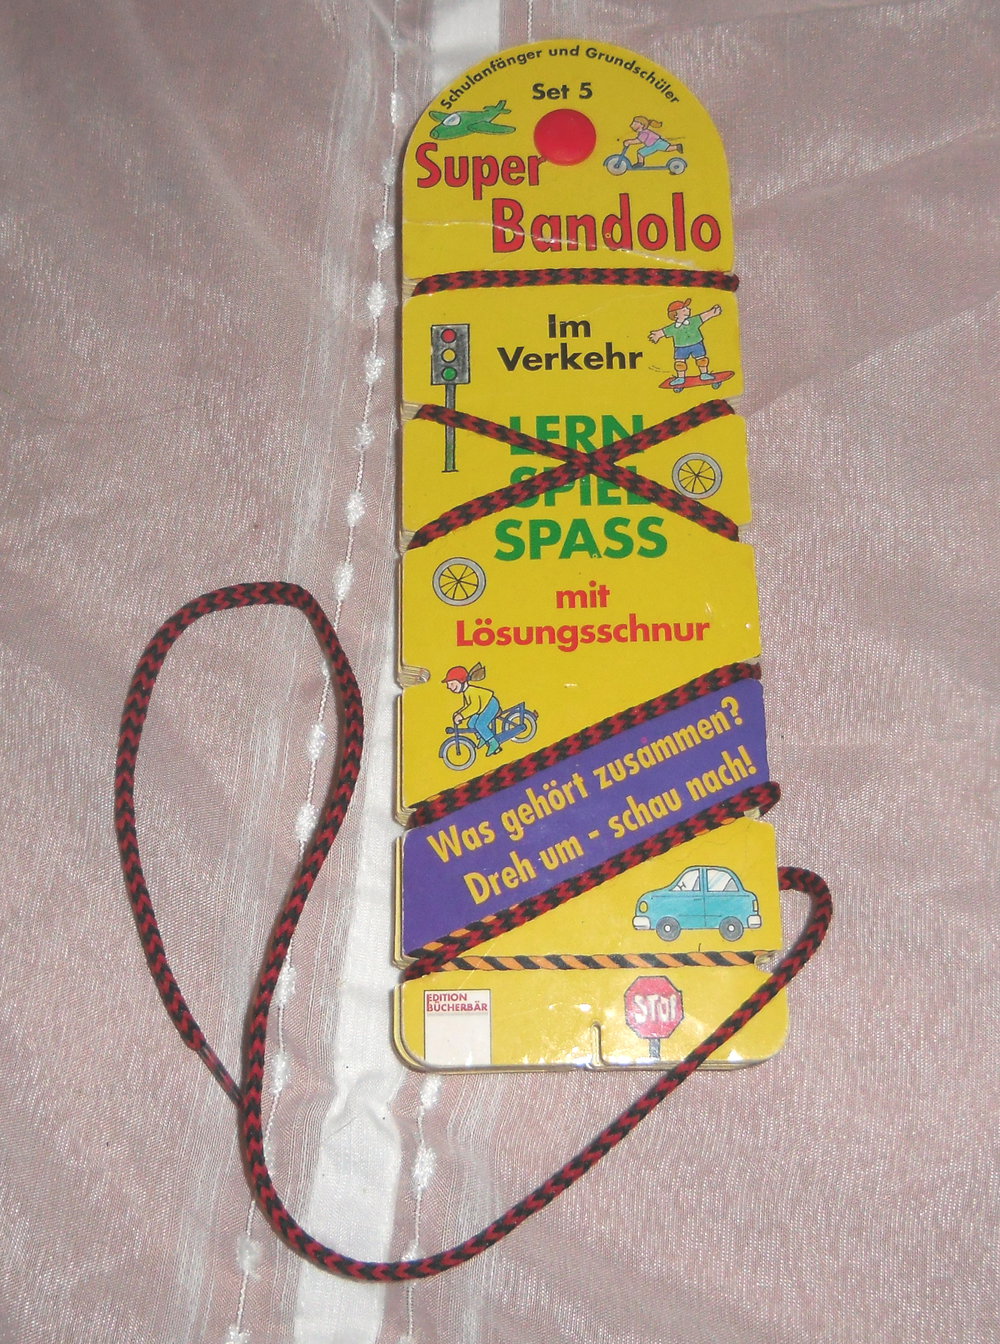 Schulanfänger und Grundschüler
Set 5
Super
Bandolo
Im
Verkehr
LERN
SPIEL
SPASS
mit
Lösungsschnur
Was gehört zusammen?
Dreh um - schau nach!
EDITION
BÜCHERBÄR
STOP